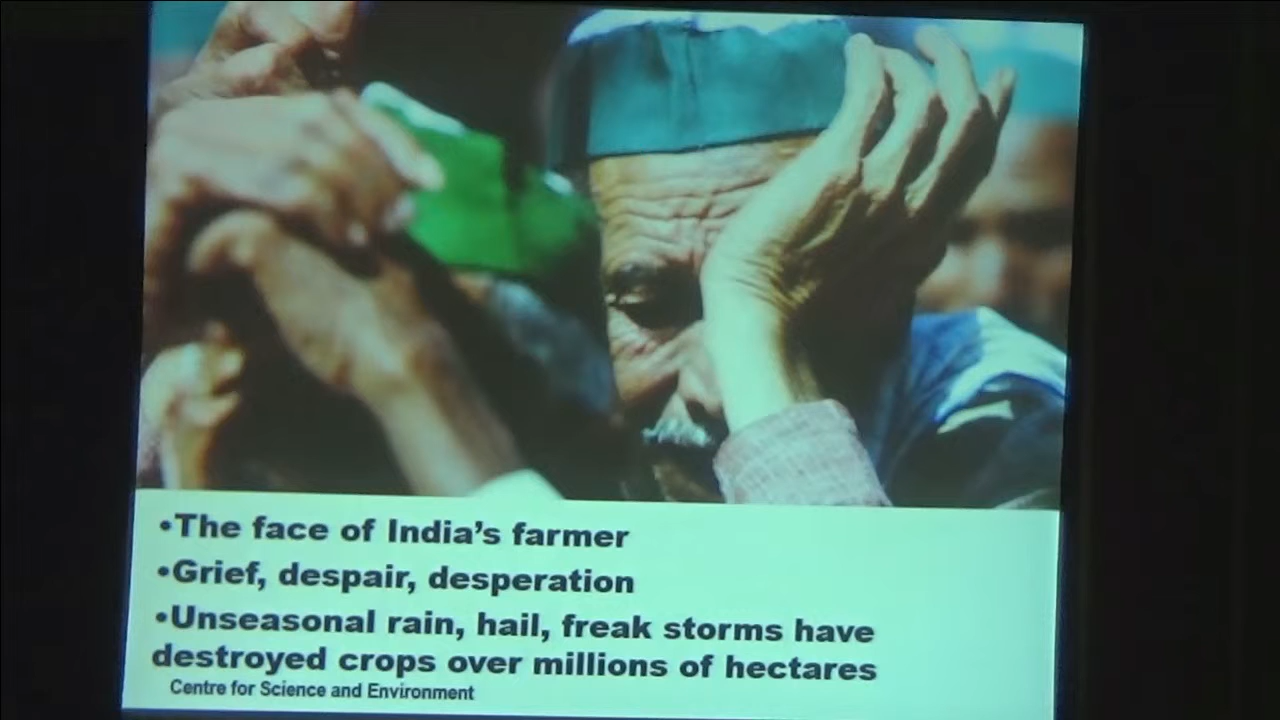 •The face of India's farmer
•Grief, despair, desperation
•Unseasonal rain, hail, freak storms have
destroyed crops over millions of hectares
Centre for Science and Environment